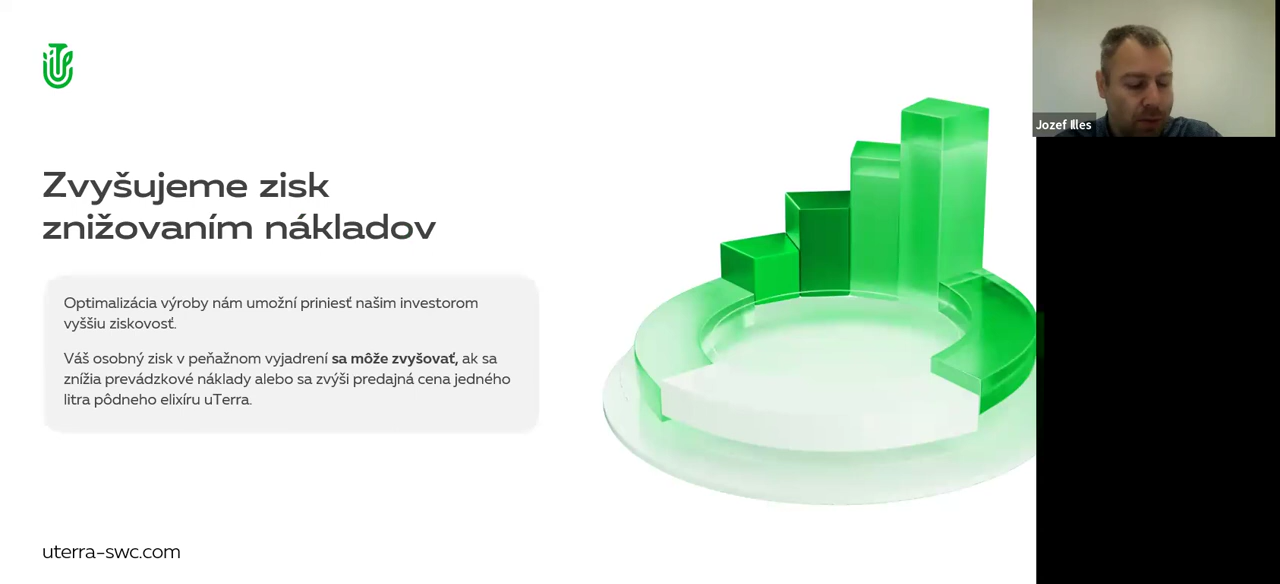 Zvyšujeme zisk
znižovaním nákladov
Optimalizácia výroby nám umožní priniesť našim investorom
vyššiu ziskovosť.
Váš osobný zisk v peňažnom vyjadrení sa môže zvyšovať, ak sa
znížia prevádzkové náklady alebo sa zvýši predajná cena jedného
litra pôdneho elixíru uTerra.
uterra-swc.com
Jozef Illes